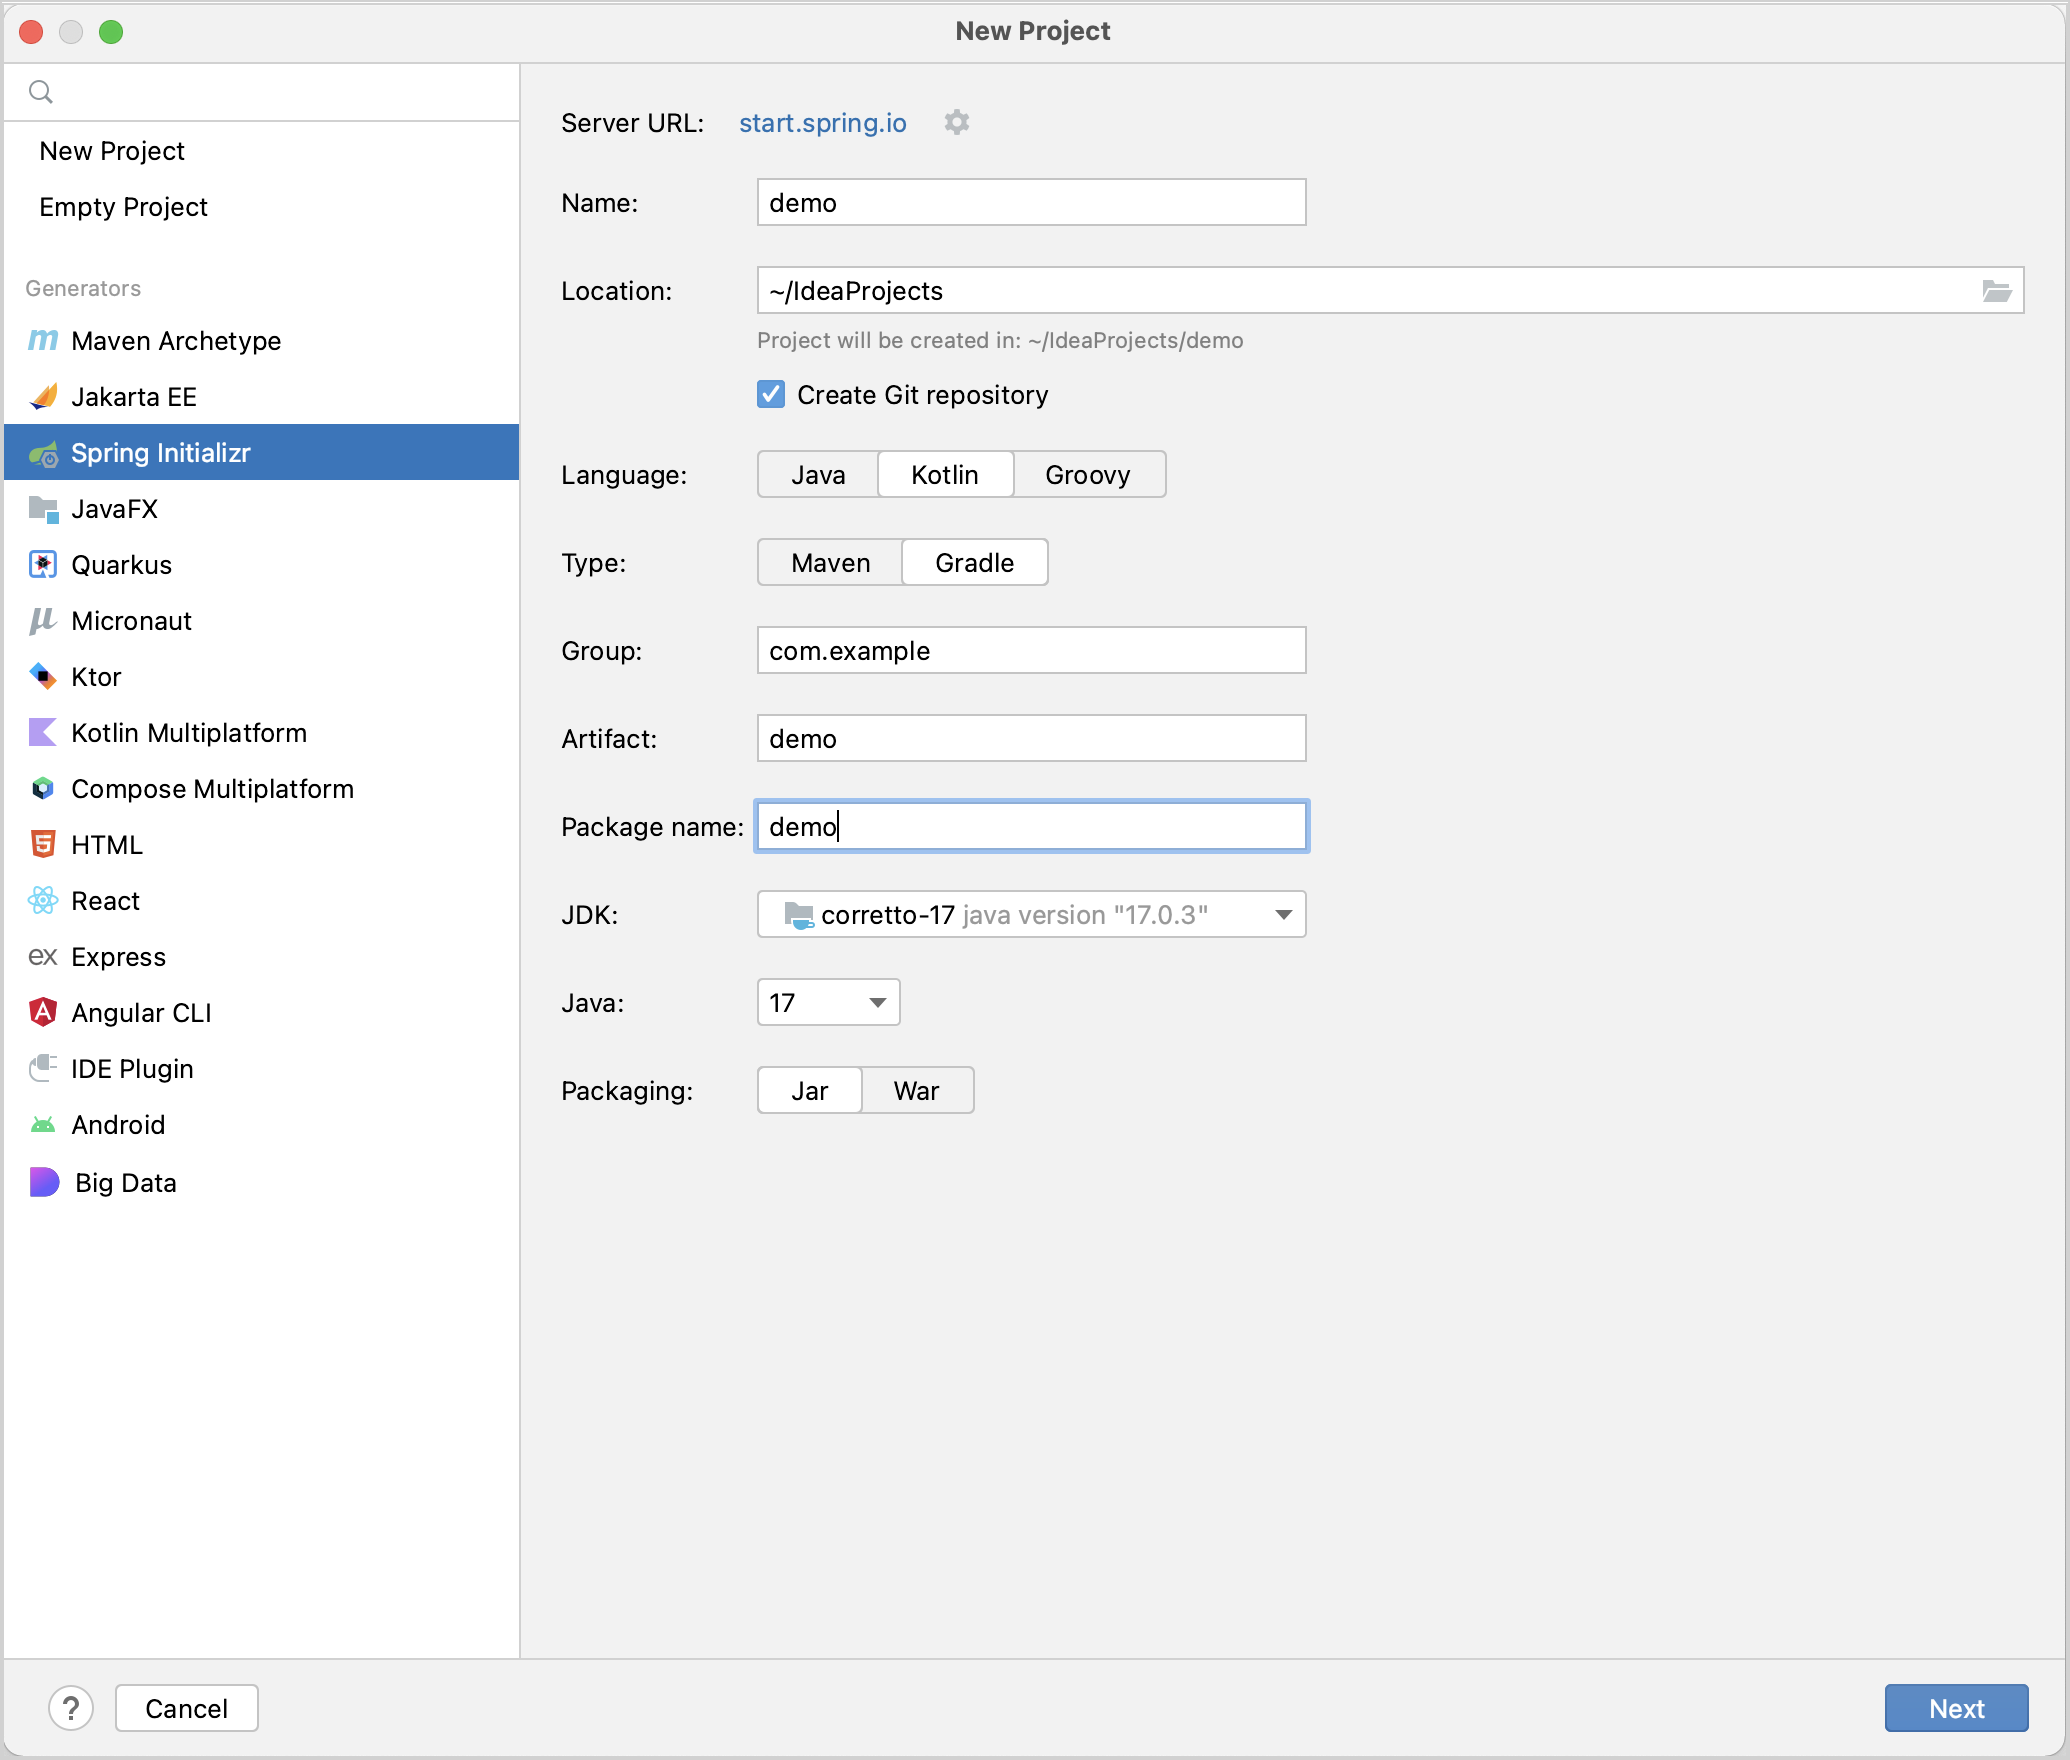 New Project
New Project
Empty Project
Generators
m Maven Archetype
Jakarta EE
Spring Initializr
JavaFX
Quarkus
μ Micronaut
Ktor
Kotlin Multiplatform
Compose Multiplatform
5 HTML
React
ex Express
A Angular CLI
IDE Plugin
Android
Big Data
Server URL: start.spring.io
Name: demo
Location: ~/IdeaProjects
Project will be created in: ~/IdeaProjects/demo
Create Git repository
Language: Java Kotlin Groovy
Type: Maven Gradle
Group: com.example
Artifact: demo
Package name: demo
JDK: corretto-17 java version "17.0.3"
Java: 17
Packaging: Jar War
? Cancel Next